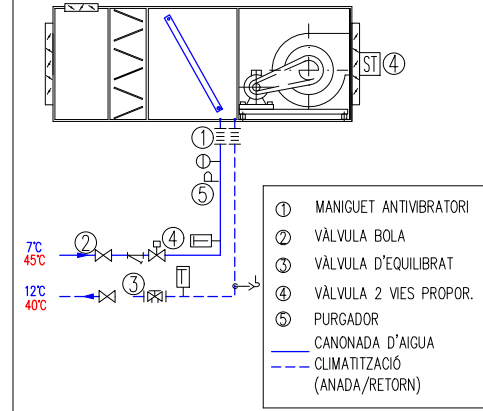 ST 4
1
5
4
2
7°C
45°C
3
12°C
40°C
1 MANIGUET ANTIVIBRATORI
2 VÀLVULA BOLA
3 VÀLVULA D'EQUILIBRAT
4 VÀLVULA 2 VIES PROPOR.
5 PURGADOR
CANONADA D'AIGUA
CLIMATITZACIÓ
(ANADA/RETORN)